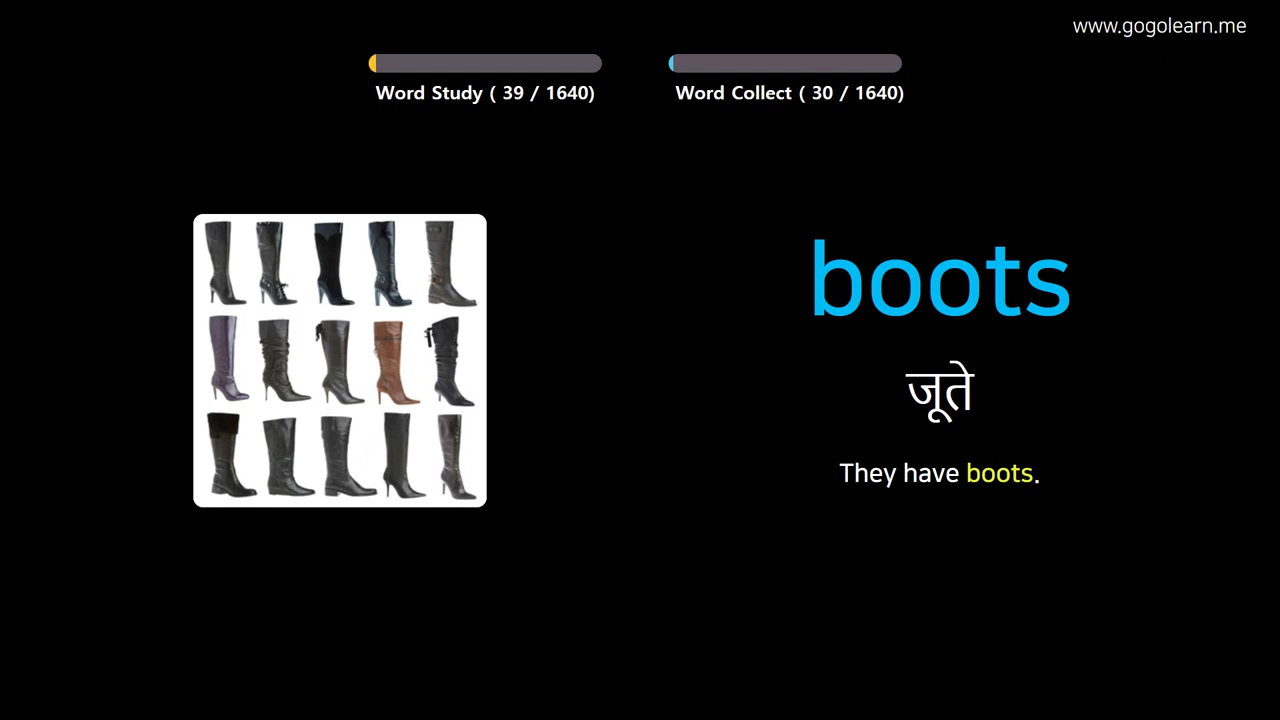 www.gogolearn.me
Word Study ( 39 / 1640)
Word Collect ( 30 / 1640)
boots
जूते
They have boots.